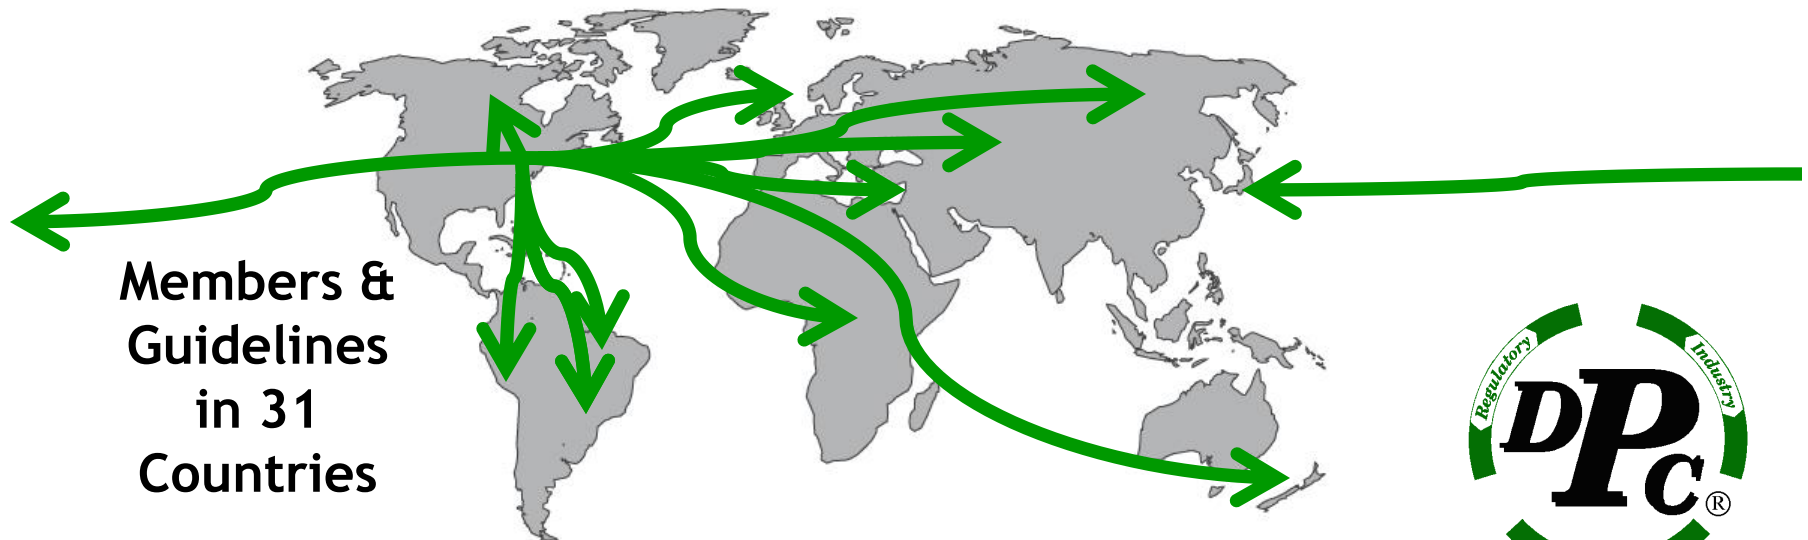 Members &
Guidelines
in 31
Countries
Regulatory
Industry
DPC®